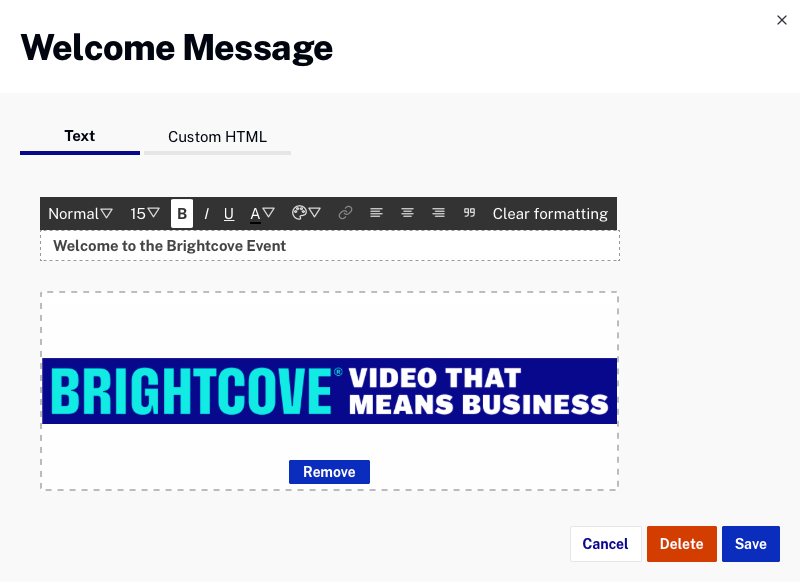 Welcome Message
Text Custom HTML
Normal 15 B I U A Clear formatting
Welcome to the Brightcove Event
BRIGHTCOVE® VIDEO THAT
MEANS BUSINESS
Remove
Cancel Delete Save